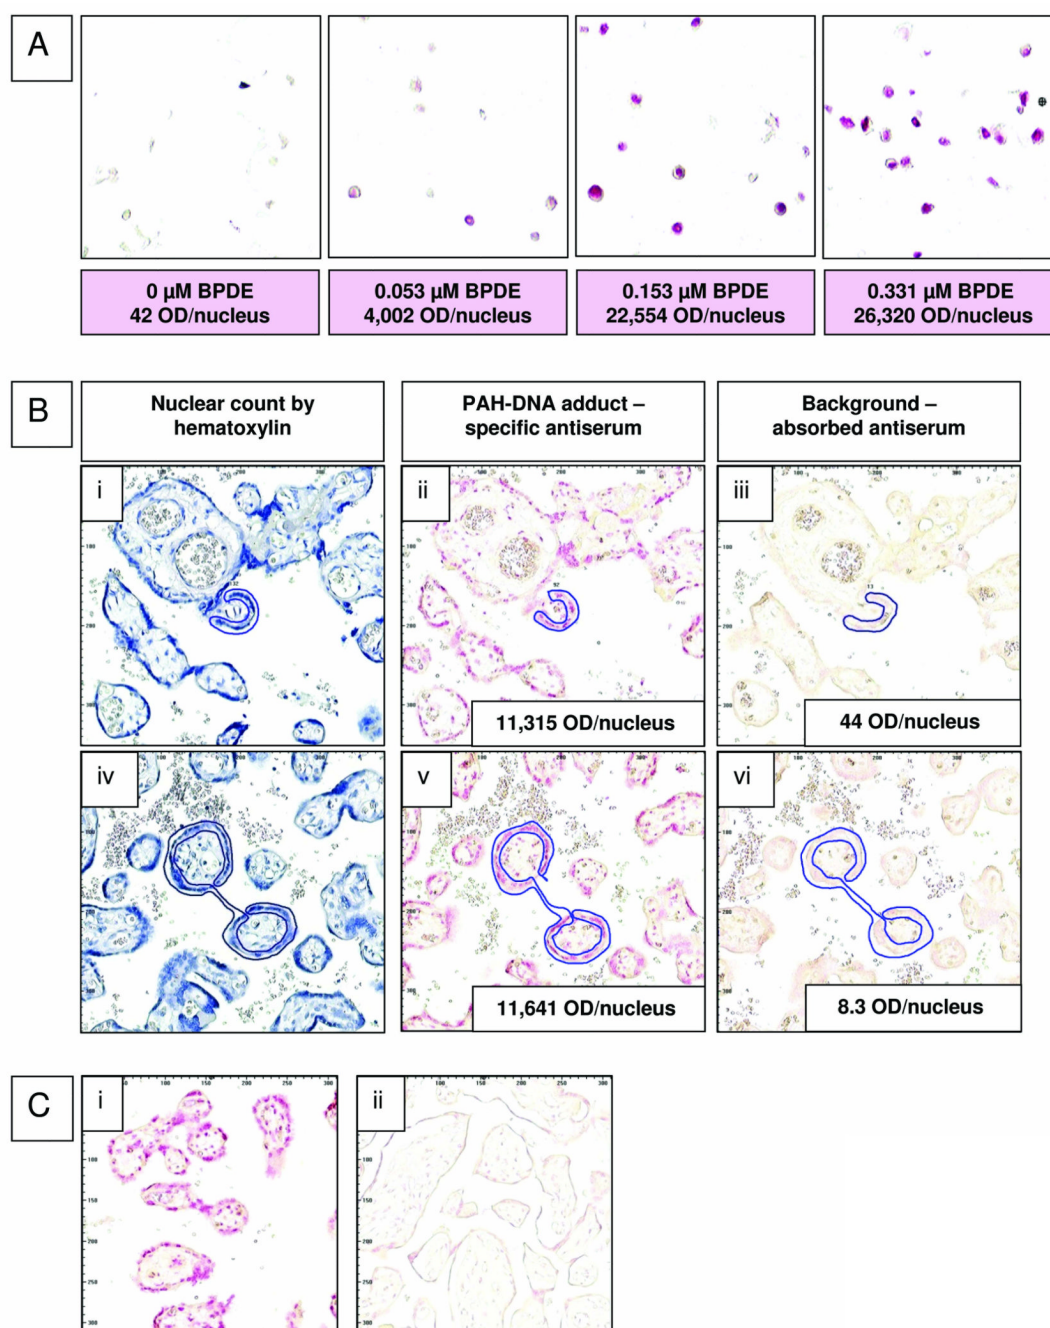 A
0 µM BPDE
42 OD/nucleus
0.053 µM BPDE
4,002 OD/nucleus
0.153 µM BPDE
22,554 OD/nucleus
0.331 µM BPDE
26,320 OD/nucleus
B
Nuclear count by
hematoxylin
PAH-DNA adduct –
specific antiserum
Background –
absorbed antiserum
i
ii
11,315 OD/nucleus
iii
44 OD/nucleus
iv
v
11,641 OD/nucleus
vi
8.3 OD/nucleus
C
i
ii